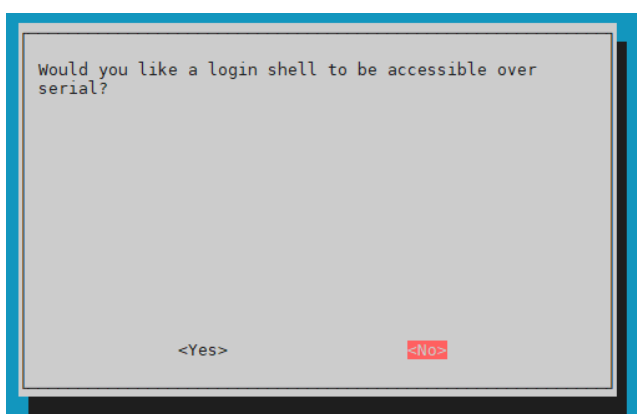 Would you like a login shell to be accessible over
serial?
<Yes>
<No>